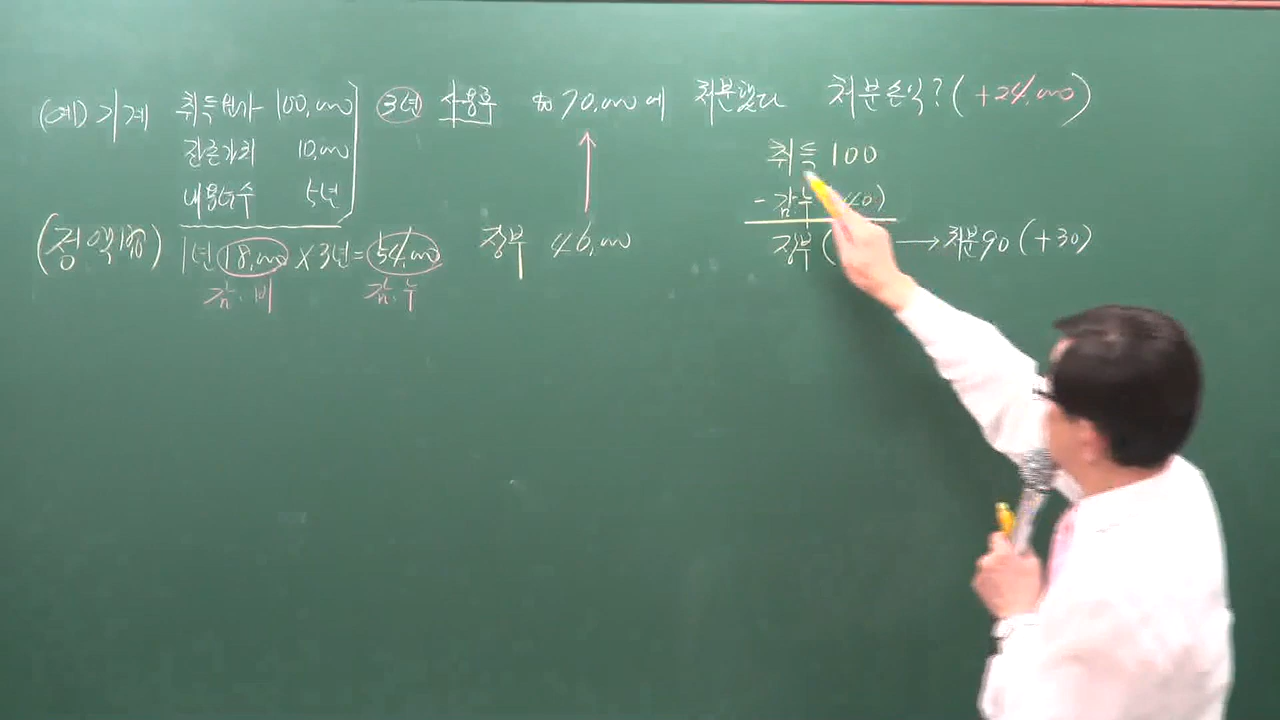 (예) 기계 취득원가 100,000 3년 사용후 70,000에 처분했다 처분손익? (+24,000)
잔존가치 10,000
내용년수 5년
(정액법) 1년 18,000 × 3년 = 54,000 장부 46,000
감.비 감.누
취득 100
- 감.누 40)
장부 ( → 처분 90 (+30)